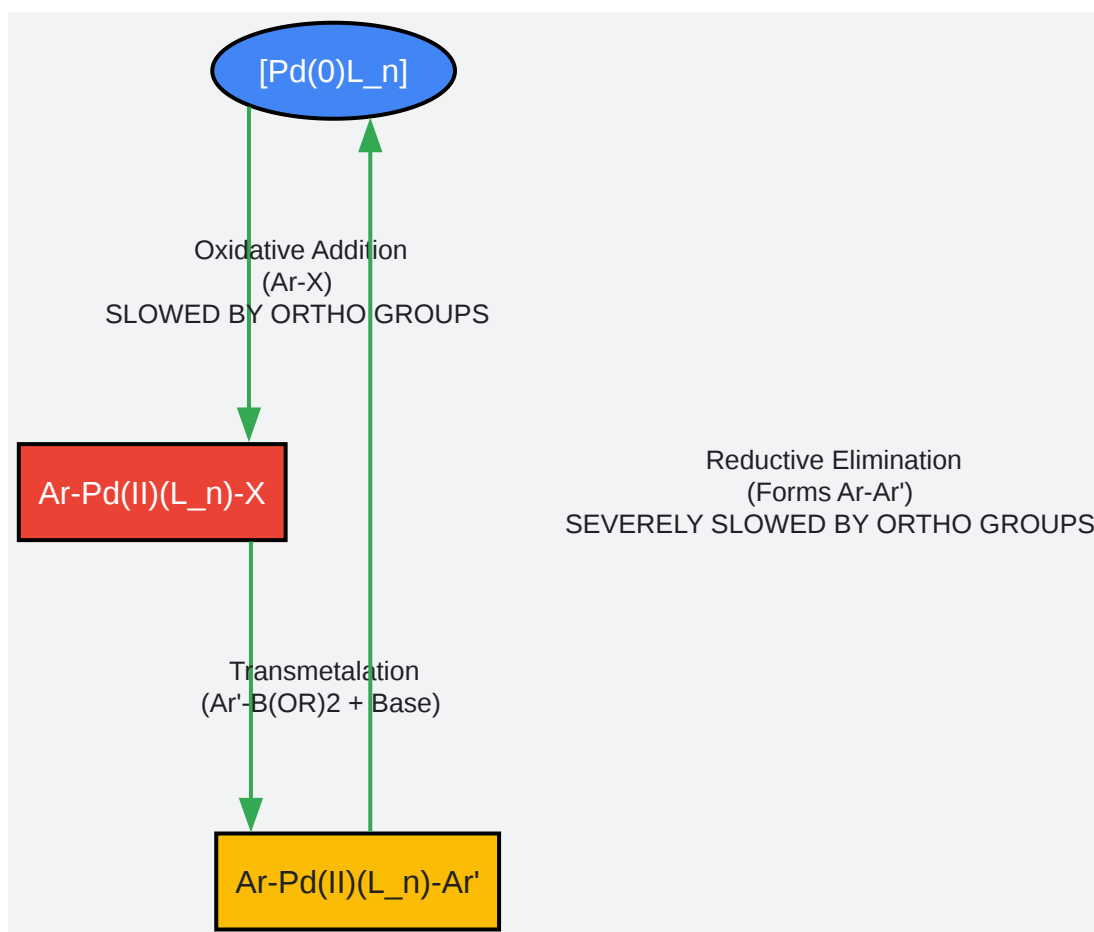 [Pd(0)L_n]
Oxidative Addition
(Ar-X)
SLOWED BY ORTHO GROUPS
Ar-Pd(II)(L_n)-X
Reductive Elimination
(Forms Ar-Ar')
SEVERELY SLOWED BY ORTHO GROUPS
Transmetalation
(Ar'-B(OR)2 + Base)
Ar-Pd(II)(L_n)-Ar'